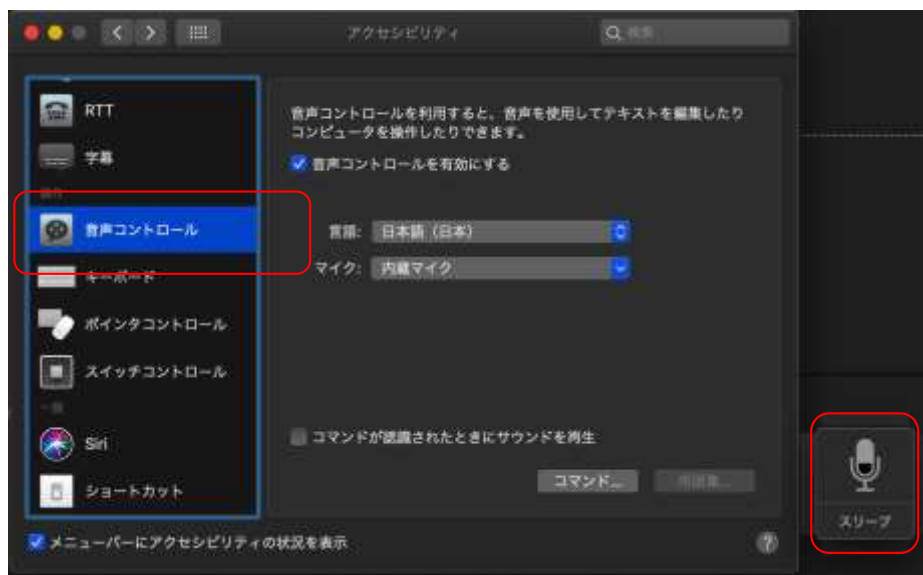 アクセシビリティ
検索
RTT
字幕
音声コントロール
キーボード
ポインタコントロール
スイッチコントロール
一般
Siri
ショートカット
音声コントロールを利用すると、音声を使用してテキストを編集したり
コンピュータを操作したりできます。
音声コントロールを有効にする
言語: 日本語（日本）
マイク: 内蔵マイク
コマンドが認識されたときにサウンドを再生
コマンド...
メニューバーにアクセシビリティの状況を表示
?
スリープ